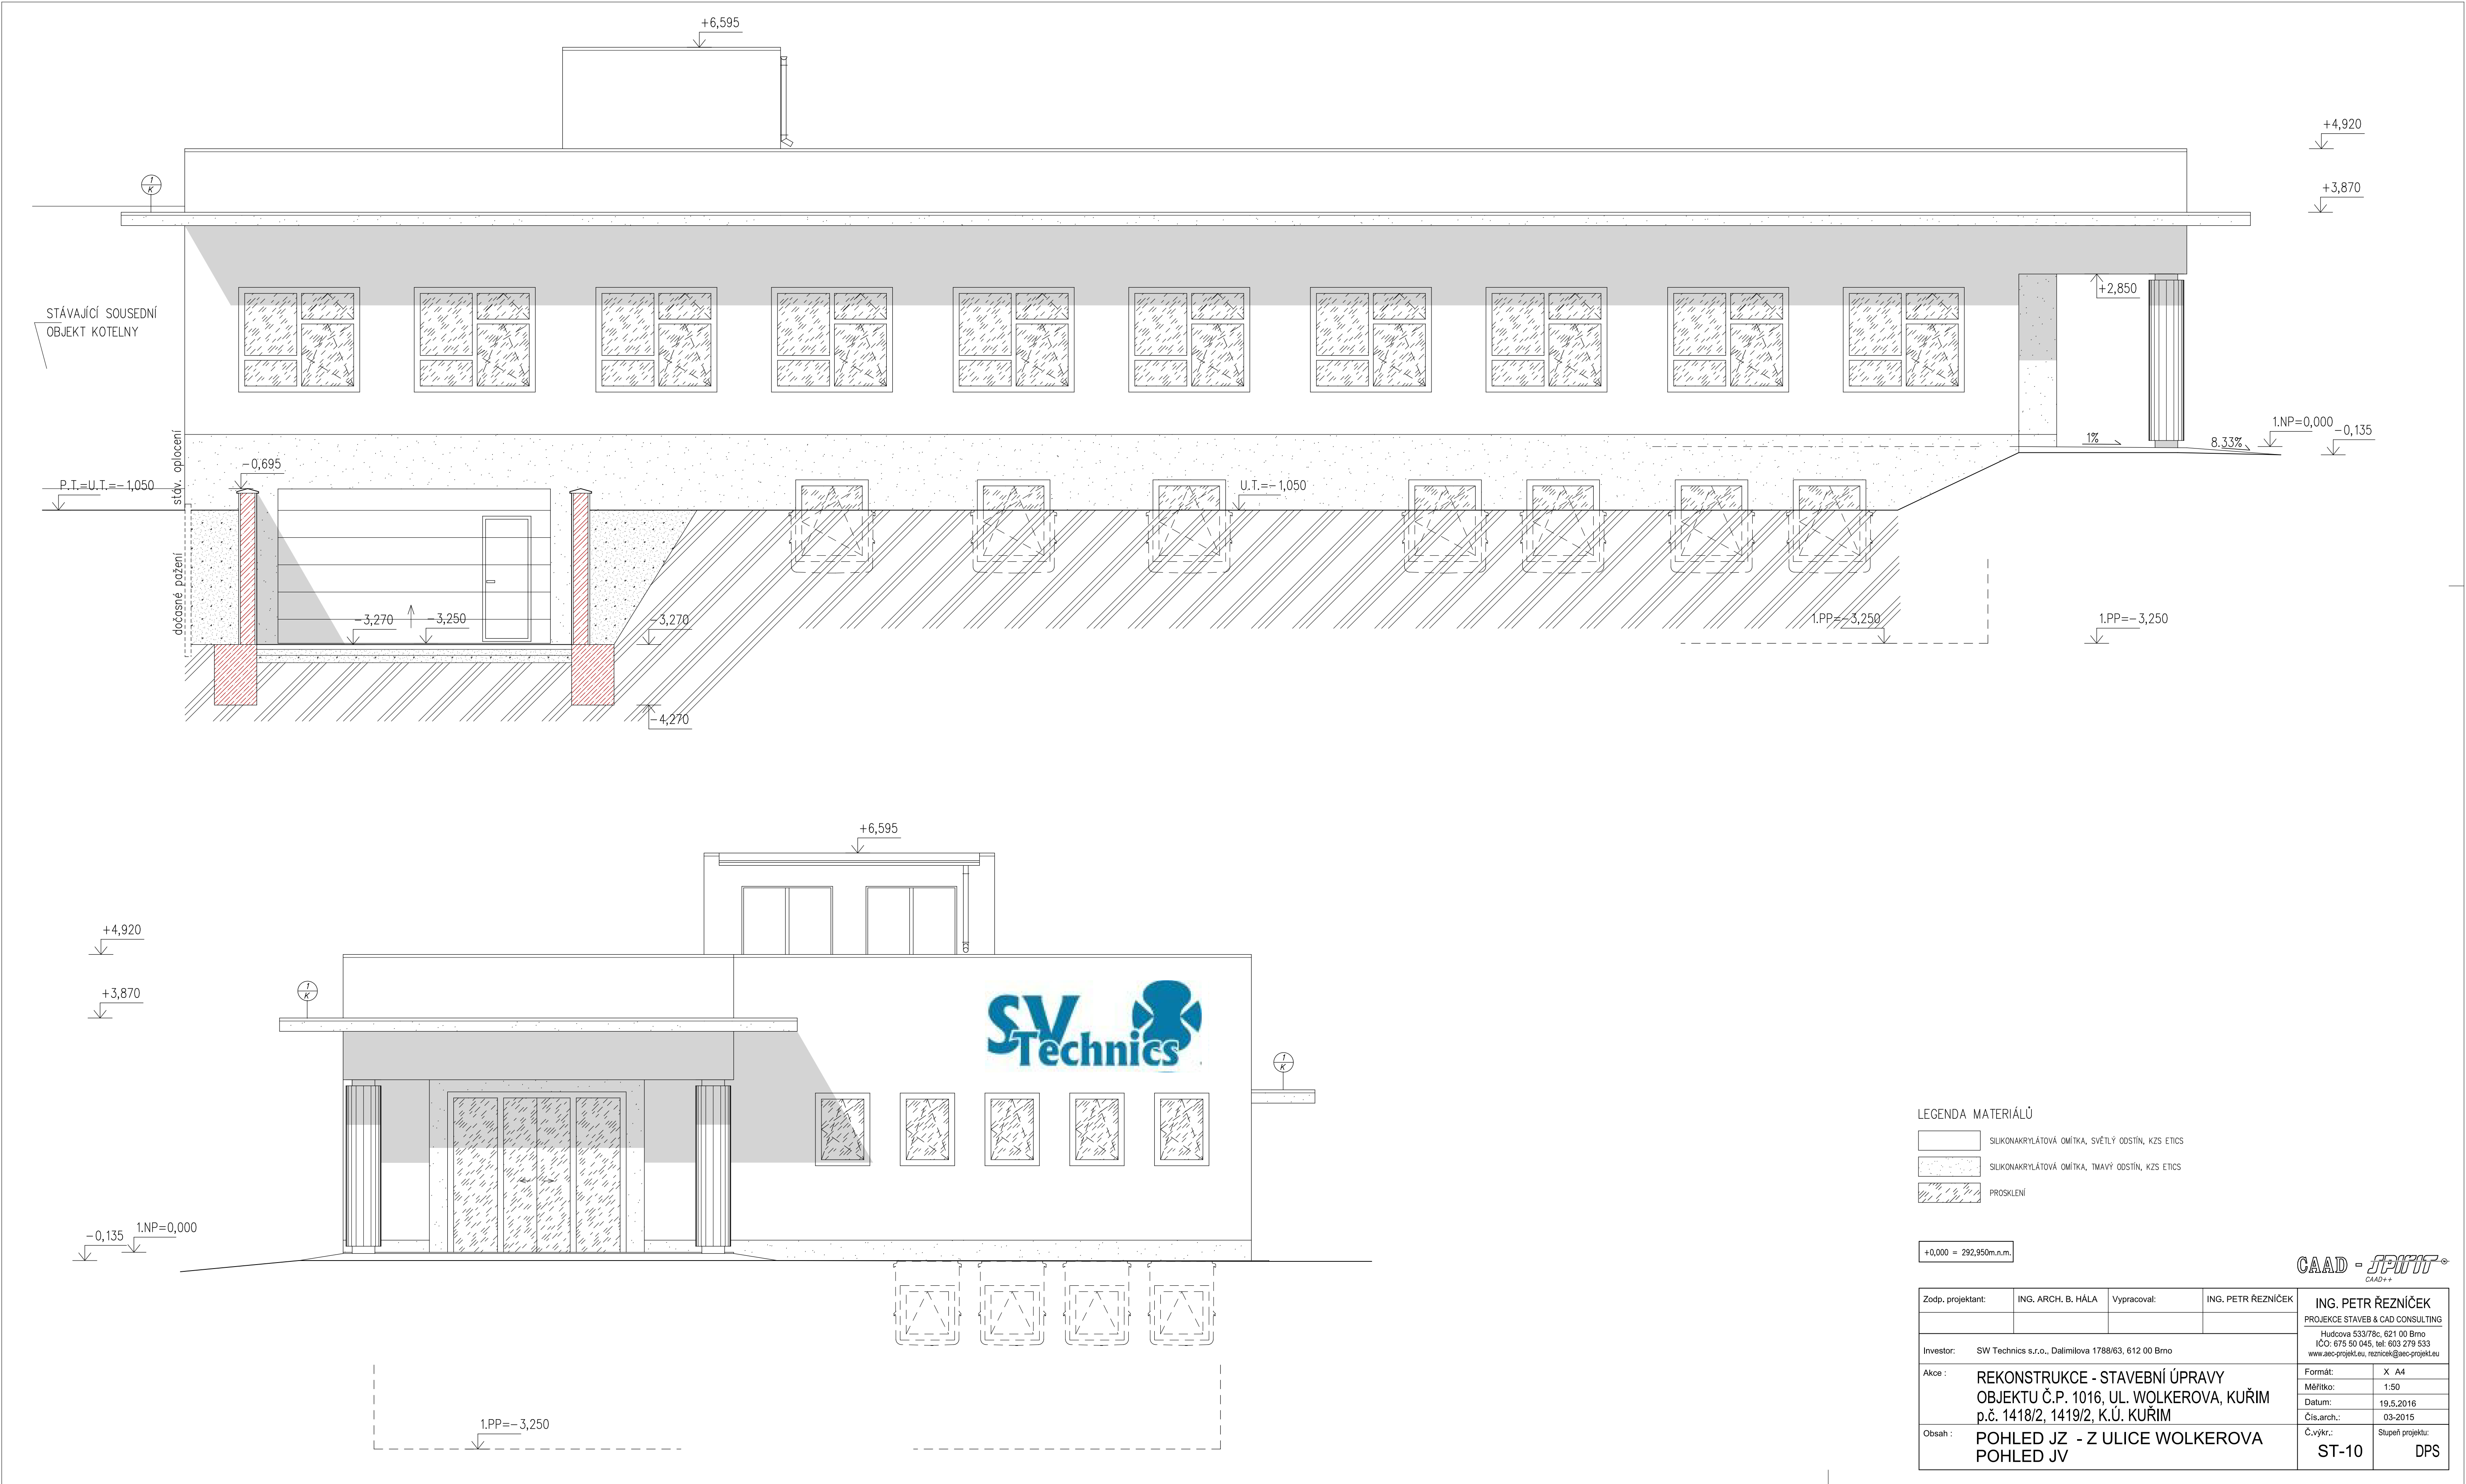 +6,595
+4,920
+3,870
1
K
STÁVAJÍCÍ SOUSEDNÍ
OBJEKT KOTELNY
+2,850
1.NP=0,000
-0,135
1%
8.33%
stáv. oplocení
-0,695
P.T.=U.T.=-1,050
U.T.=-1,050
dočasné pažení
-3,270
-3,250
-3,270
1.PP=-3,250
1.PP=-3,250
-4,270
+6,595
+4,920
+3,870
1
K
SV
Technics
1
K
-0,135
1.NP=0,000
1.PP=-3,250
LEGENDA MATERIÁLŮ
SILIKONAKRYLÁTOVÁ OMÍTKA, SVĚTLÝ ODSTÍN, KZS ETICS
SILIKONAKRYLÁTOVÁ OMÍTKA, TMAVÝ ODSTÍN, KZS ETICS
PROSKLENÍ
+0,000 = 292,950m.n.m.
CAAD - SPIRIT
CAAD++
Zodp. projektant: ING. ARCH. B. HÁLA Vypracoval: ING. PETR ŘEZNÍČEK
ING. PETR ŘEZNÍČEK
PROJEKCE STAVEB & CAD CONSULTING
Hudcova 533/78c, 621 00 Brno
IČO: 675 50 045, tel: 603 279 533
www.aec-projekt.eu, reznicek@aec-projekt.eu
Investor: SW Technics s.r.o., Dalimilova 1788/63, 612 00 Brno
Akce : REKONSTRUKCE - STAVEBNÍ ÚPRAVY
OBJEKTU Č.P. 1016, UL. WOLKEROVA, KUŘIM
p.č. 1418/2, 1419/2, K.Ú. KUŘIM
Formát: X A4
Měřítko: 1:50
Datum: 19.5.2016
Čís.arch.: 03-2015
Obsah : POHLED JZ - Z ULICE WOLKEROVA
POHLED JV
Č.výkr.: Stupeň projektu:
ST-10 DPS